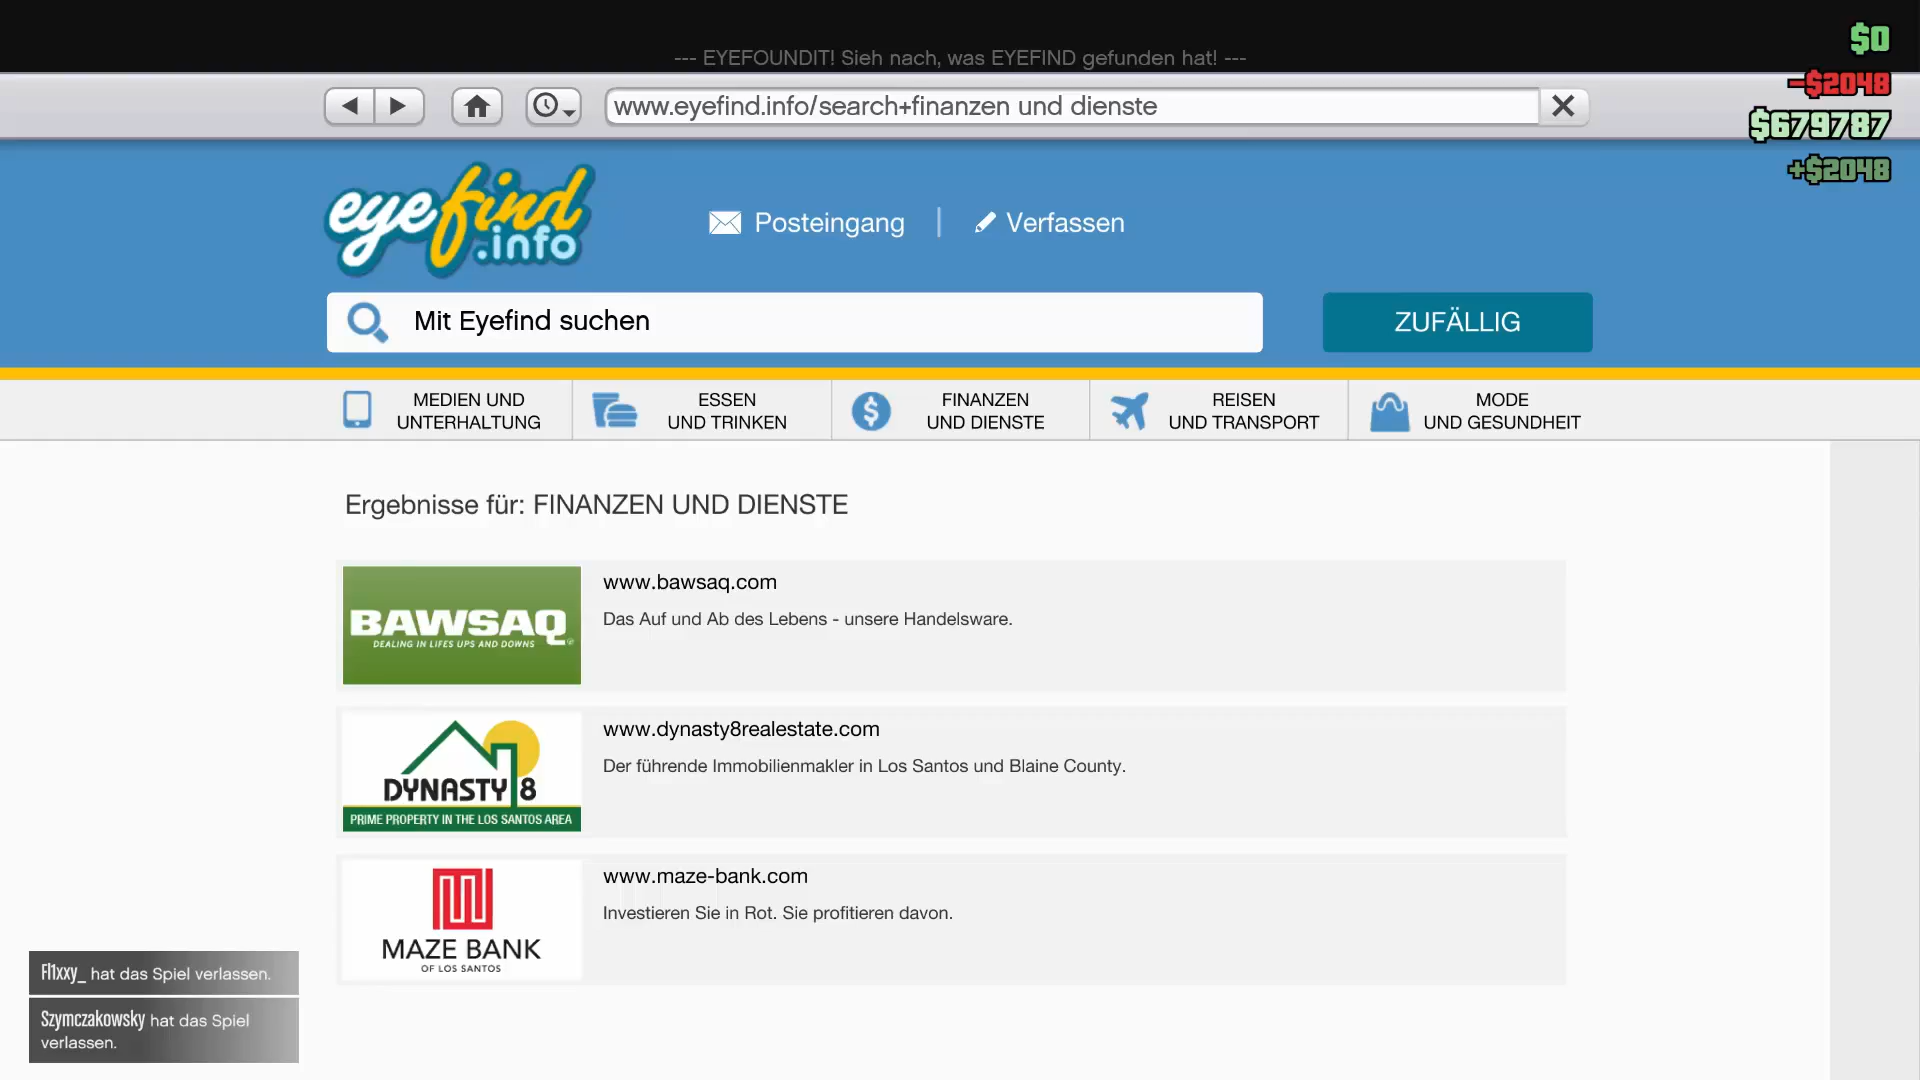 --- EYEFOUNDIT! Sieh nach, was EYEFIND gefunden hat! ---
$0
-$2048
$679787
+$2048
www.eyefind.info/search+finanzen und dienste
eyefind
.info
Posteingang | Verfassen
Mit Eyefind suchen
ZUFÄLLIG
MEDIEN UND
UNTERHALTUNG
ESSEN
UND TRINKEN
FINANZEN
UND DIENSTE
REISEN
UND TRANSPORT
MODE
UND GESUNDHEIT
Ergebnisse für: FINANZEN UND DIENSTE
BAWSAQ
DEALING IN LIFES UPS AND DOWNS
www.bawsaq.com
Das Auf und Ab des Lebens - unsere Handelsware.
DYNASTY 8
PRIME PROPERTY IN THE LOS SANTOS AREA
www.dynasty8realestate.com
Der führende Immobilienmakler in Los Santos und Blaine County.
MAZE BANK
OF LOS SANTOS
www.maze-bank.com
Investieren Sie in Rot. Sie profitieren davon.
Fl1xxy_ hat das Spiel verlassen.
Szymczakowsky hat das Spiel
verlassen.